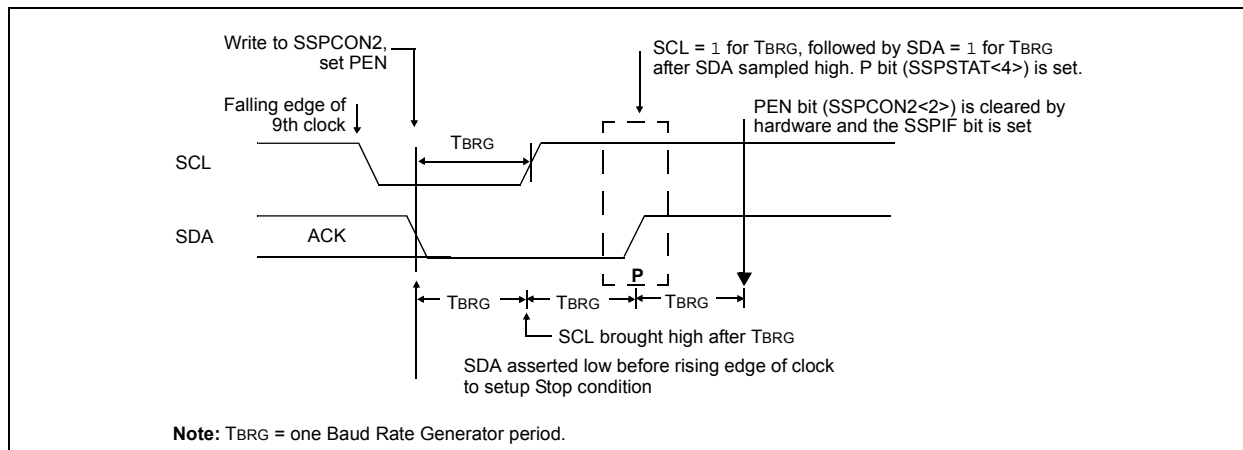 Write to SSPCON2,
set PEN
SCL = 1 for TBRG, followed by SDA = 1 for TBRG
after SDA sampled high. P bit (SSPSTAT<4>) is set.
Falling edge of
9th clock
PEN bit (SSPCON2<2>) is cleared by
hardware and the SSPIF bit is set
TBRG
SCL
SDA
ACK
P
TBRG
TBRG
TBRG
SCL brought high after TBRG
SDA asserted low before rising edge of clock
to setup Stop condition
Note: TBRG = one Baud Rate Generator period.